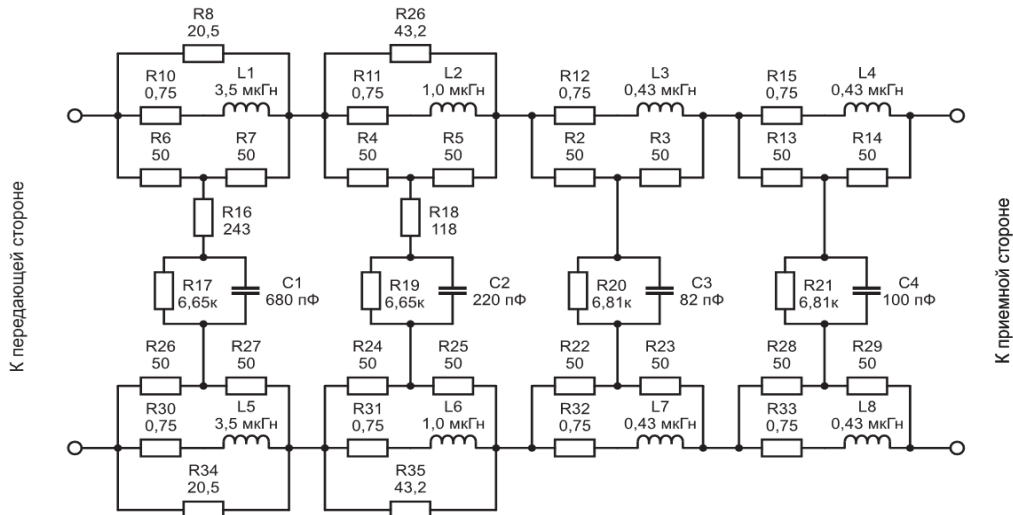 R8
20,5
R26
43,2
R10
0,75
L1
3,5 мкГн
R11
0,75
L2
1,0 мкГн
R12
0,75
L3
0,43 мкГн
R15
0,75
L4
0,43 мкГн
R6
50
R7
50
R4
50
R5
50
R2
50
R3
50
R13
50
R14
50
R16
243
R18
118
R17
6,65к
C1
680 пФ
R19
6,65к
C2
220 пФ
R20
6,81к
C3
82 пФ
R21
6,81к
C4
100 пФ
R26
50
R27
50
R24
50
R25
50
R22
50
R23
50
R28
50
R29
50
R30
0,75
L5
3,5 мкГн
R31
0,75
L6
1,0 мкГн
R32
0,75
L7
0,43 мкГн
R33
0,75
L8
0,43 мкГн
R34
20,5
R35
43,2
К передающей стороне
К приемной стороне